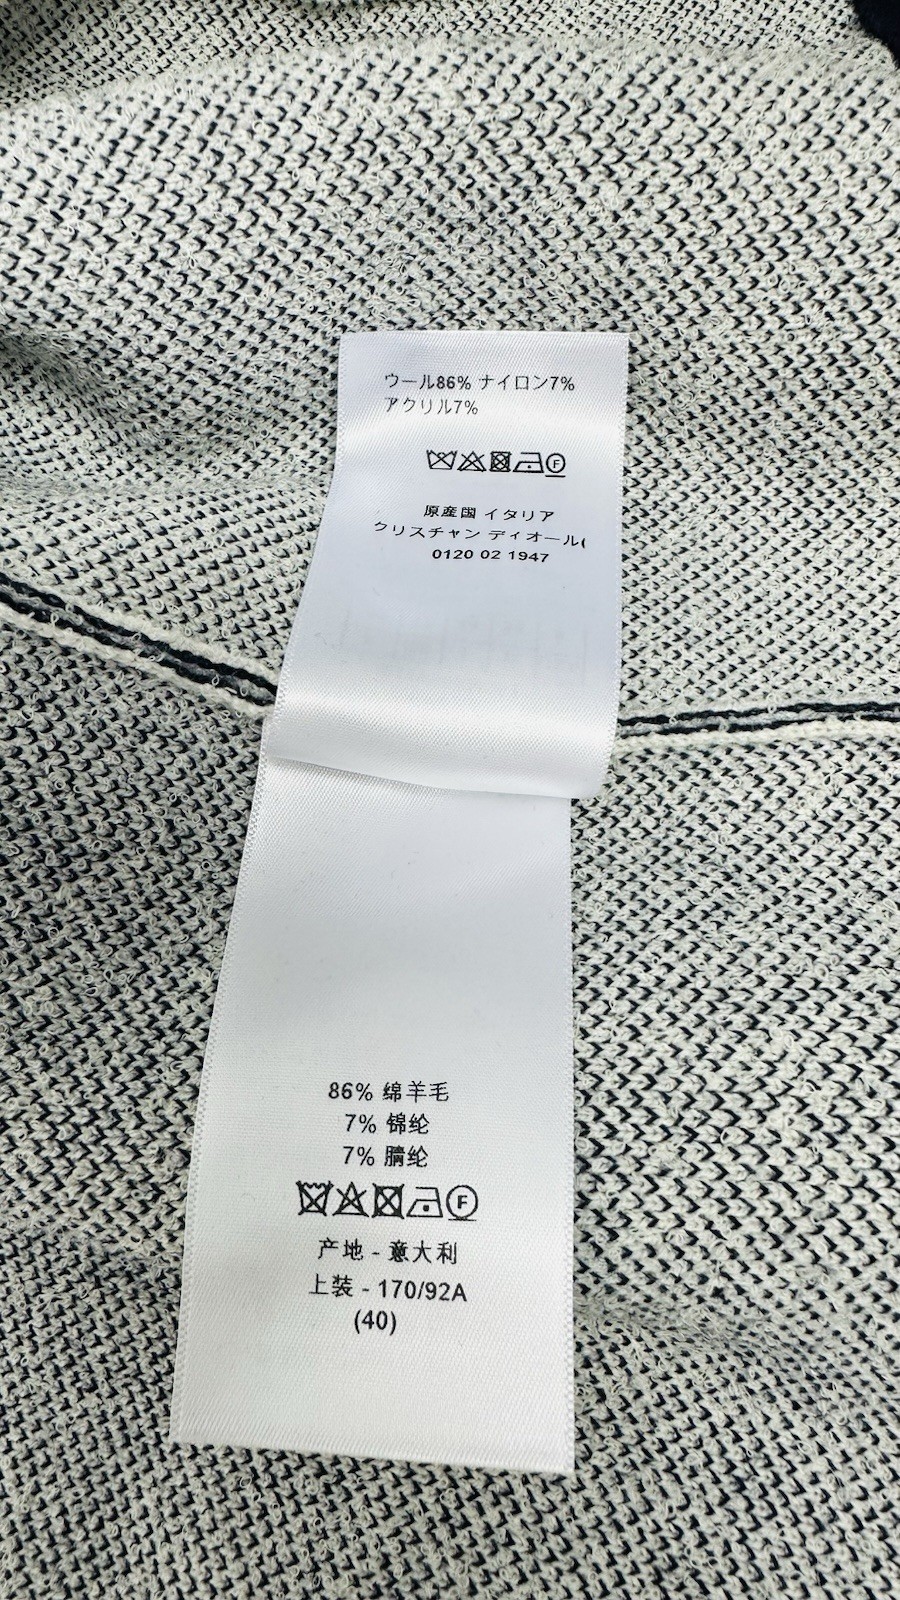 ウール86% ナイロン7%
アクリル7%
F
原産国 イタリア
クリスチャン ディオール(
0120 02 1947
86% 绵羊毛
7% 锦纶
7% 腈纶
F
产地 - 意大利
上装 - 170/92A
(40)